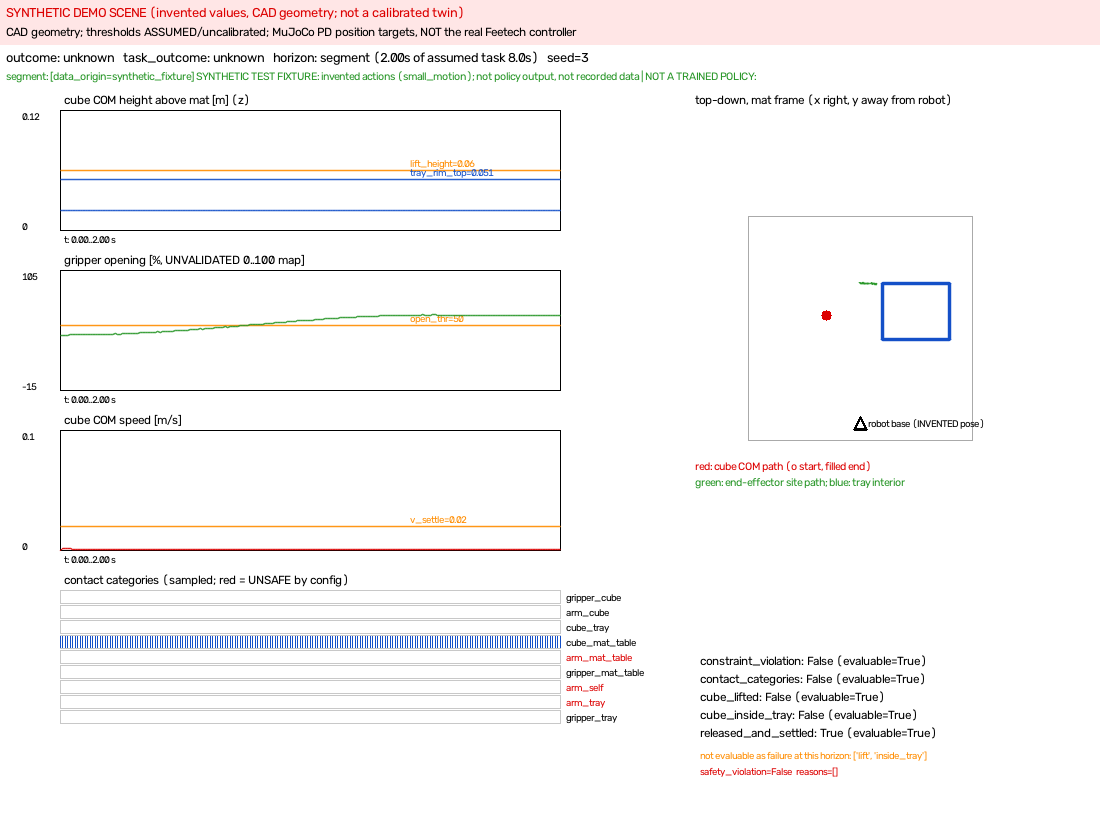 SYNTHETIC DEMO SCENE (invented values, CAD geometry; not a calibrated twin)
CAD geometry; thresholds ASSUMED/uncalibrated; MuJoCo PD position targets, NOT the real Feetech controller
outcome: unknown task_outcome: unknown horizon: segment (2.00s of assumed task 8.0s) seed=3
segment: [data_origin=synthetic_fixture] SYNTHETIC TEST FIXTURE: invented actions (small_motion); not policy output, not recorded data | NOT A TRAINED POLICY:
cube COM height above mat [m] (z)
0.12
lift_height=0.06
tray_rim_top=0.051
0
t: 0.00..2.00 s
gripper opening [%, UNVALIDATED 0..100 map]
105
open_thr=50
-15
t: 0.00..2.00 s
cube COM speed [m/s]
0.1
v_settle=0.02
0
t: 0.00..2.00 s
contact categories (sampled; red = UNSAFE by config)
gripper_cube
arm_cube
cube_tray
cube_mat_table
arm_mat_table
gripper_mat_table
arm_self
arm_tray
gripper_tray
top-down, mat frame (x right, y away from robot)
robot base (INVENTED pose)
red: cube COM path (o start, filled end)
green: end-effector site path; blue: tray interior
constraint_violation: False (evaluable=True)
contact_categories: False (evaluable=True)
cube_lifted: False (evaluable=True)
cube_inside_tray: False (evaluable=True)
released_and_settled: True (evaluable=True)
not evaluable as failure at this horizon: ['lift', 'inside_tray']
safety_violation=False reasons=[]